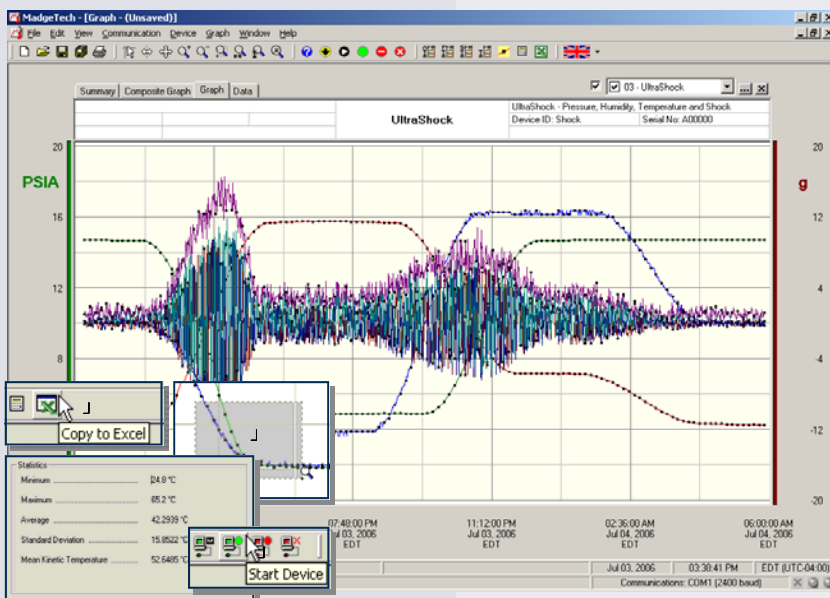 MadgeTech - [Graph - (Unsaved)]
File Edit View Communication Device Graph Window Help
Summary Composite Graph Graph Data
03 - UltraShock
UltraShock
UltraShock - Pressure, Humidity, Temperature and Shock
Device ID: Shock Serial No: A00000
20 20
PSIA g
16 12
12 4
8 -4
-12
-20
Copy to Excel
Statistics
Minimum 24.8 °C
Maximum 65.2 °C
Average 42.2939 °C
Standard Deviation 15.8522 °C
Mean Kinetic Temperature 52.6485 °C
Start Device
07:48:00 PM 11:12:00 PM 02:36:00 AM 06:00:00 AM
Jul 03, 2006 Jul 03, 2006 Jul 04, 2006 Jul 04, 2006
EDT EDT EDT EDT
Jul 03, 2006 03:38:41 PM EDT (UTC-04:00)
Communications: COM1 (2400 baud)